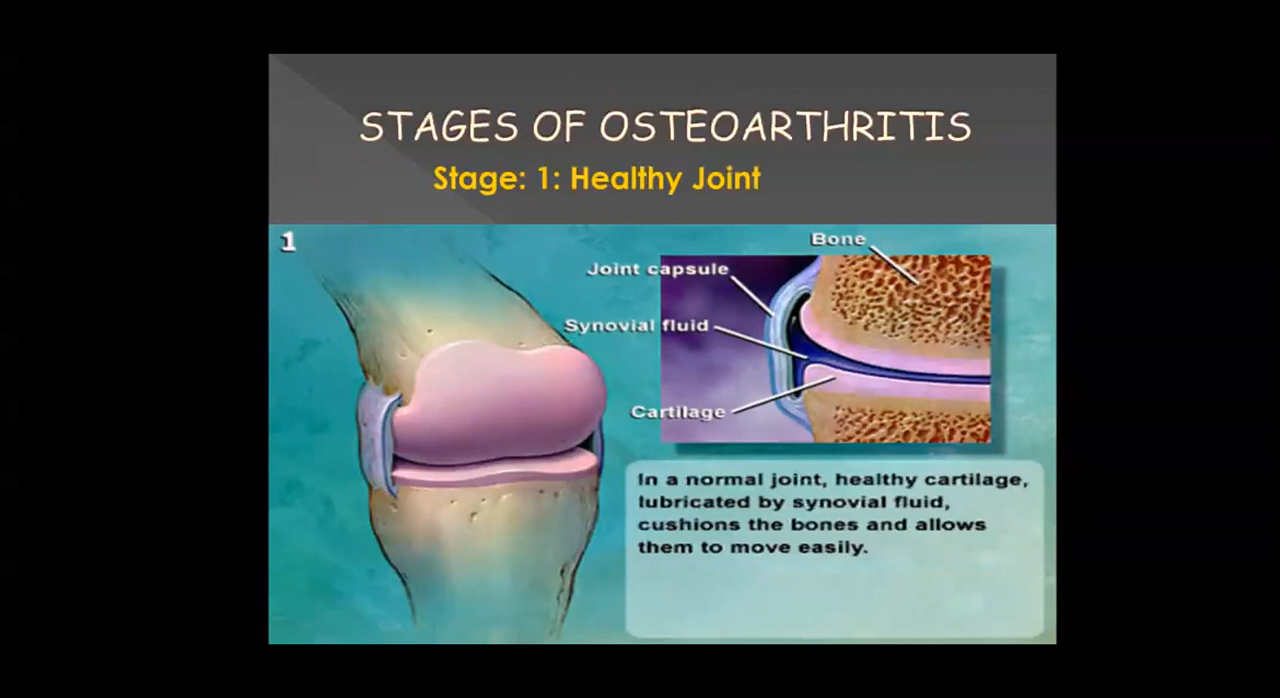 STAGES OF OSTEOARTHRITIS
Stage: 1: Healthy Joint
1
Bone
Joint capsule
Synovial fluid
Cartilage
In a normal joint, healthy cartilage,
lubricated by synovial fluid,
cushions the bones and allows
them to move easily.